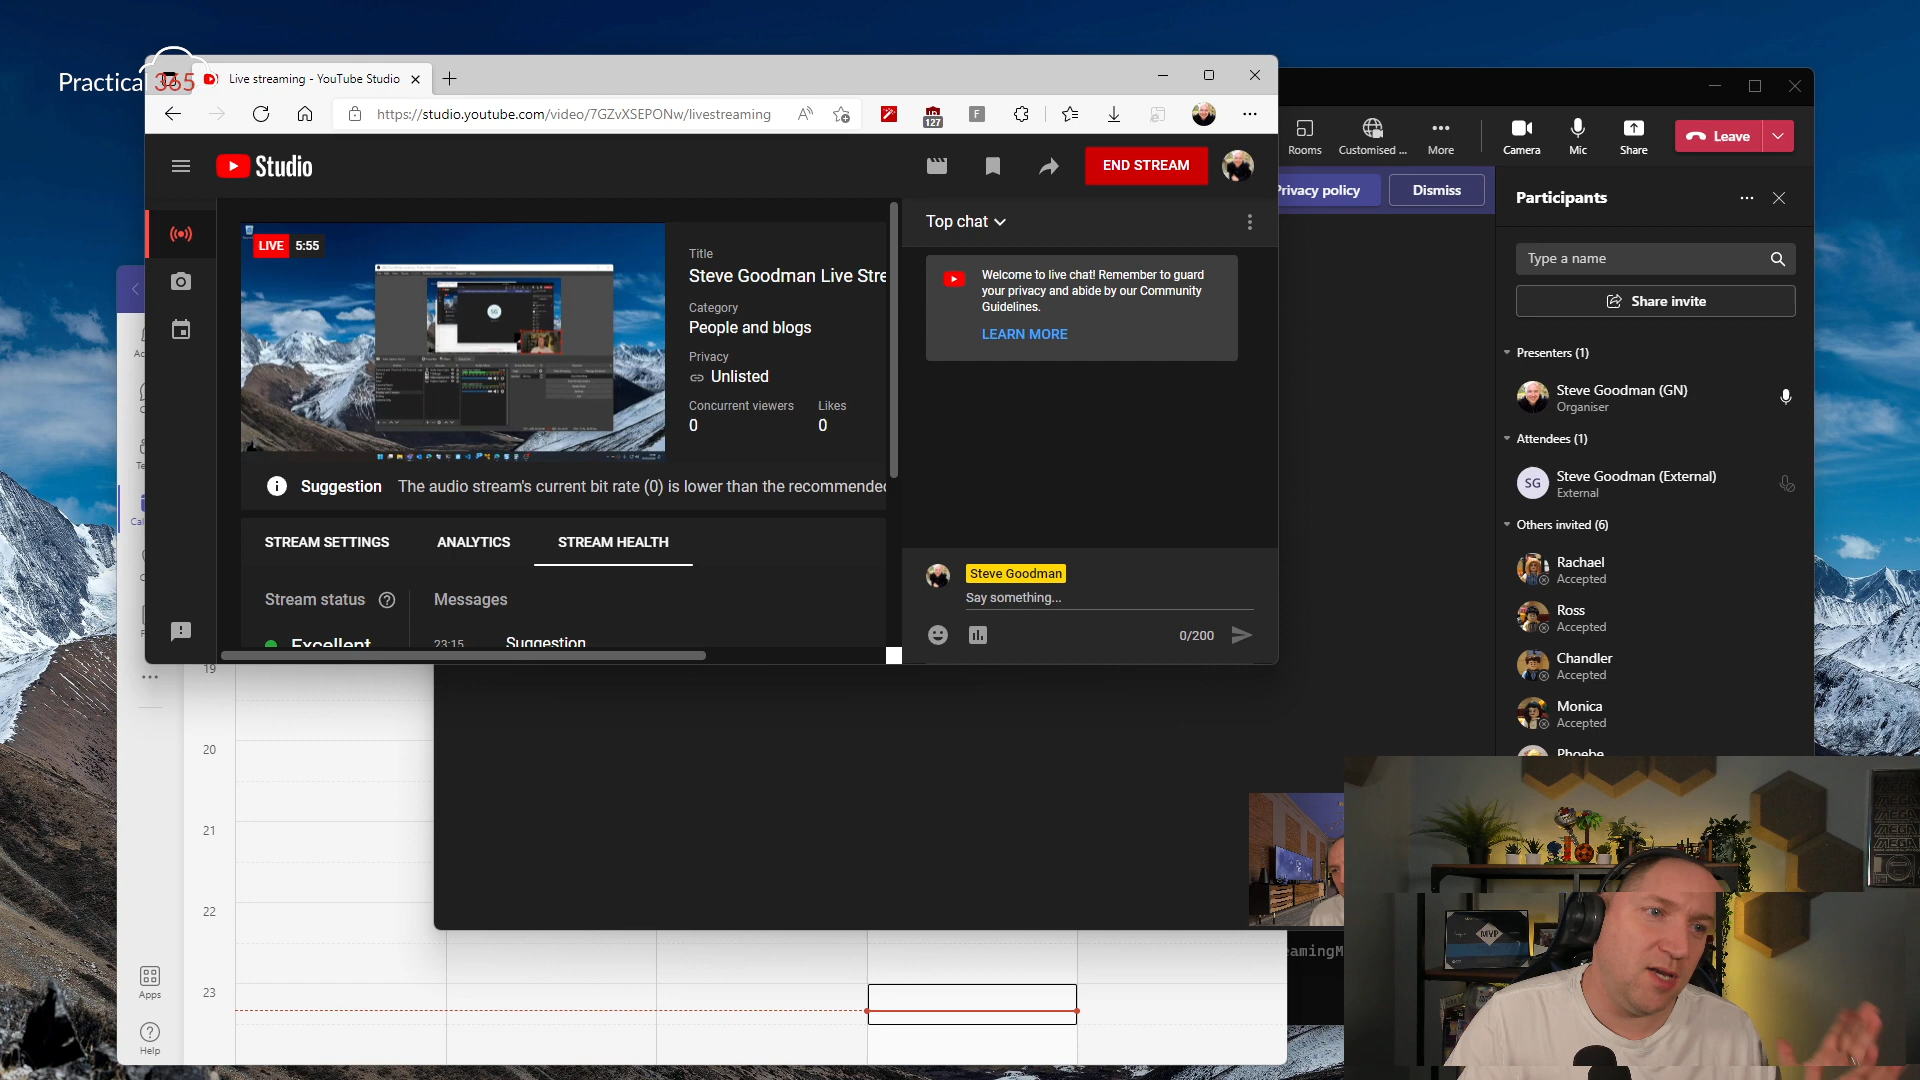 Practical 365
Live streaming - YouTube Studio
https://studio.youtube.com/video/7GZvXSEPONw/livestreaming
127
F
Studio
END STREAM
LIVE 5:55
SG
Title
Steve Goodman Live Stre
Category
People and blogs
Privacy
Unlisted
Concurrent viewers
Likes
0
0
Suggestion
The audio stream's current bit rate (0) is lower than the recommended
STREAM SETTINGS
ANALYTICS
STREAM HEALTH
Stream status
Messages
Excellent
23:15
Suggestion
Top chat
Welcome to live chat! Remember to guard
your privacy and abide by our Community
Guidelines.
LEARN MORE
Steve Goodman
Say something...
0/200
Rooms
Customised ...
More
Camera
Mic
Share
Leave
Privacy policy
Dismiss
Participants
Type a name
Share invite
Presenters (1)
Steve Goodman (GN)
Organiser
Attendees (1)
SG
Steve Goodman (External)
External
Others invited (6)
Rachael
Accepted
Ross
Accepted
Chandler
Accepted
Monica
Accepted
Phoebe
19
20
21
22
23
Apps
Help
eamingM
MVP